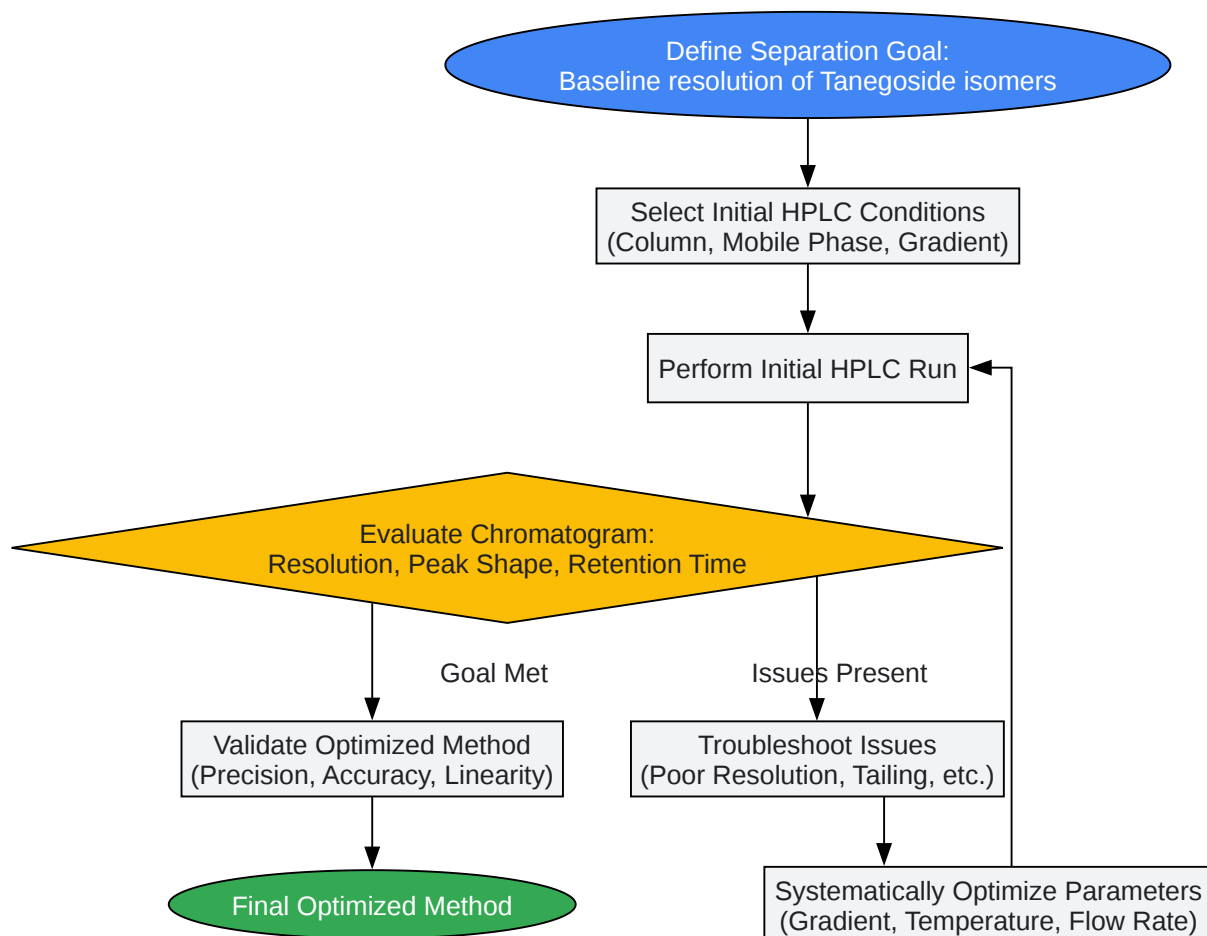 Define Separation Goal:
Baseline resolution of Tanegoside isomers
Select Initial HPLC Conditions
(Column, Mobile Phase, Gradient)
Perform Initial HPLC Run
Evaluate Chromatogram:
Resolution, Peak Shape, Retention Time
Goal Met
Issues Present
Validate Optimized Method
(Precision, Accuracy, Linearity)
Troubleshoot Issues
(Poor Resolution, Tailing, etc.)
Final Optimized Method
Systematically Optimize Parameters
(Gradient, Temperature, Flow Rate)